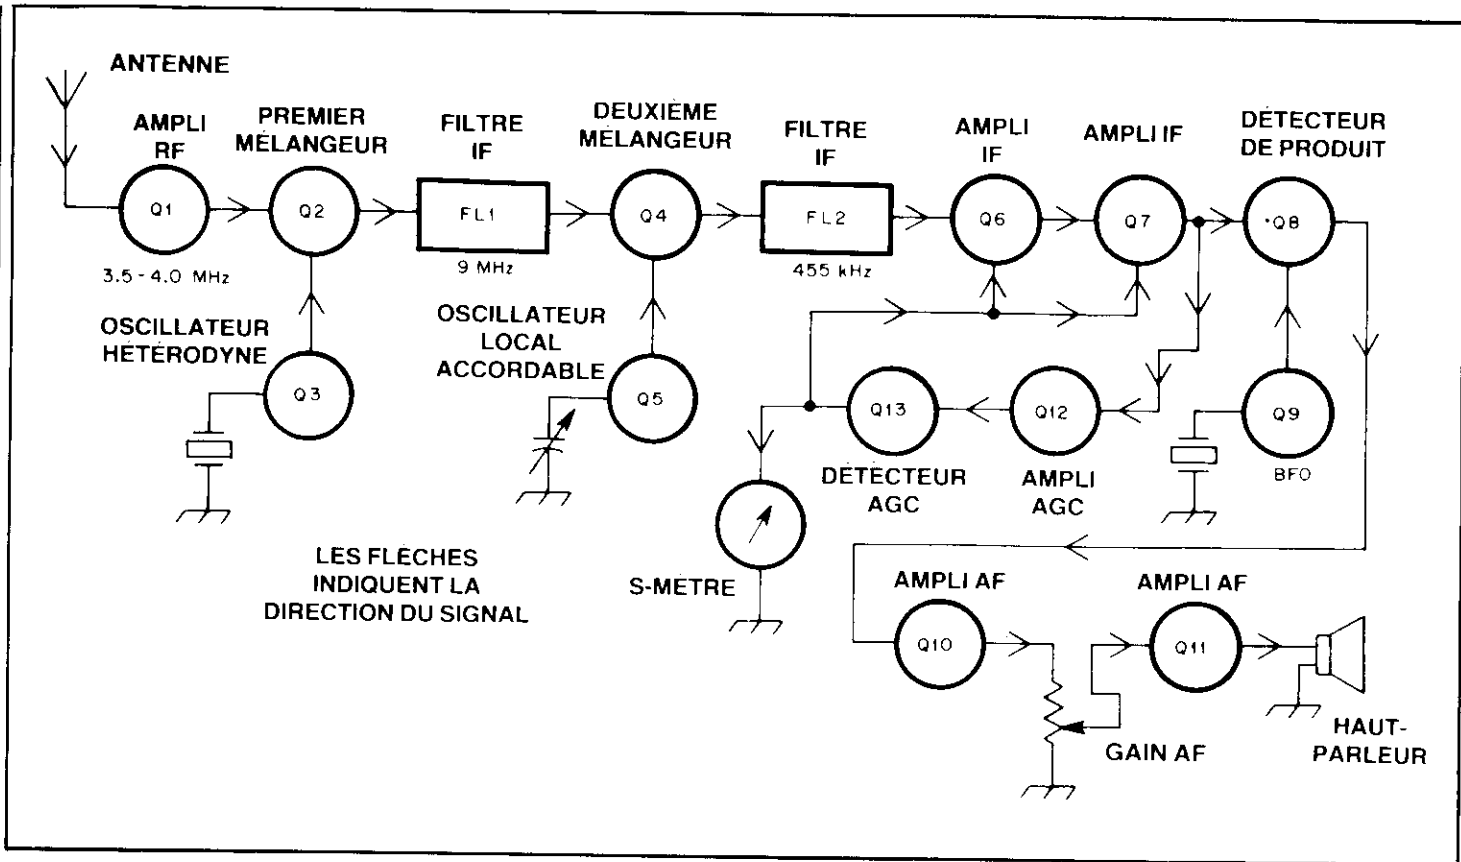 ANTENNE
AMPLI
RF
PREMIER
MÉLANGEUR
FILTRE
IF
DEUXIÈME
MÉLANGEUR
FILTRE
IF
AMPLI
IF
AMPLI IF
DÉTECTEUR
DE PRODUIT
Q1
Q2
FL1
Q4
FL2
Q6
Q7
Q8
3.5-4.0 MHz
9 MHz
455 kHz
OSCILLATEUR
HÉTÉRODYNE
Q3
OSCILLATEUR
LOCAL
ACCORDABLE
Q5
Q13
Q12
Q9
DÉTECTEUR
AGC
AMPLI
AGC
BFO
LES FLÈCHES
INDIQUENT LA
DIRECTION DU SIGNAL
S-MÈTRE
AMPLI AF
AMPLI AF
Q10
Q11
GAIN AF
HAUT-
PARLEUR